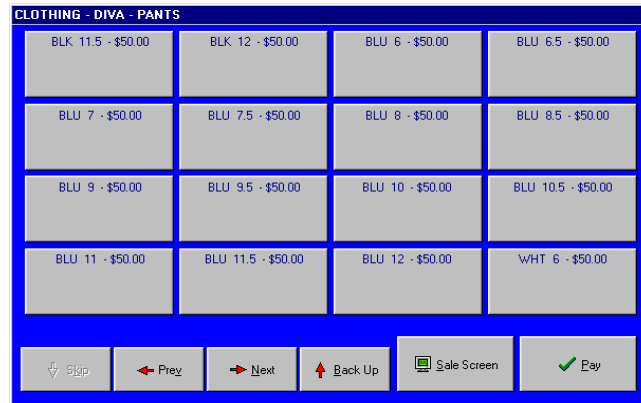 CLOTHING - DIVA - PANTS
BLK 11.5 - $50.00 BLK 12 - $50.00 BLU 6 - $50.00 BLU 6.5 - $50.00
BLU 7 - $50.00 BLU 7.5 - $50.00 BLU 8 - $50.00 BLU 8.5 - $50.00
BLU 9 - $50.00 BLU 9.5 - $50.00 BLU 10 - $50.00 BLU 10.5 - $50.00
BLU 11 - $50.00 BLU 11.5 - $50.00 BLU 12 - $50.00 WHT 6 - $50.00
Skip Prev Next Back Up Sale Screen Pay